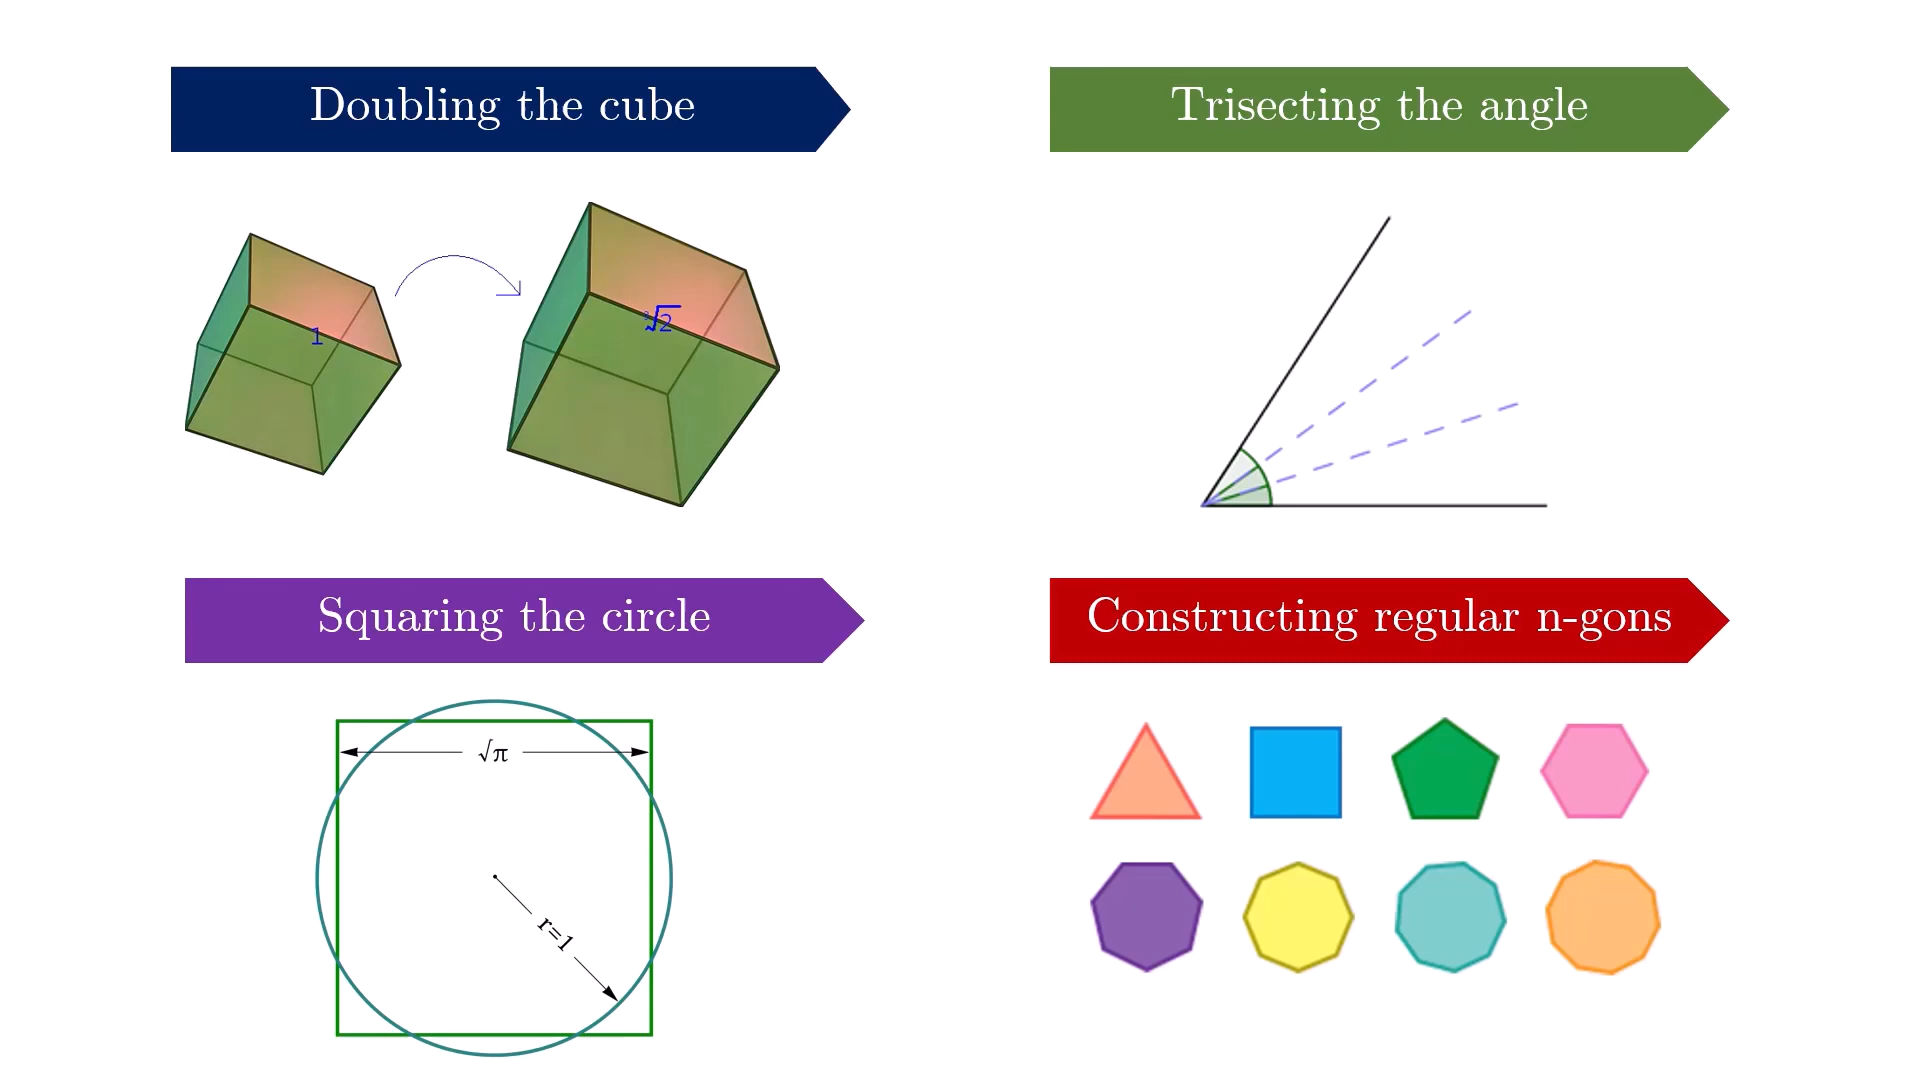 Doubling the cube
Trisecting the angle
1
∛2
Squaring the circle
Constructing regular n-gons
√π
r=1